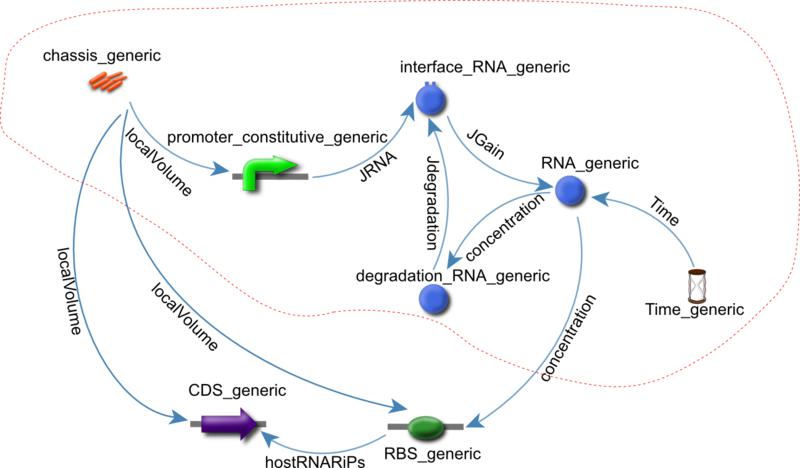 chassis_generic
interface_RNA_generic
promoter_constitutive_generic
localVolume
JRNA
JGain
RNA_generic
Jdegradation
concentration
Time
degradation_RNA_generic
Time_generic
localVolume
localVolume
concentration
CDS_generic
RBS_generic
hostRNARiPs